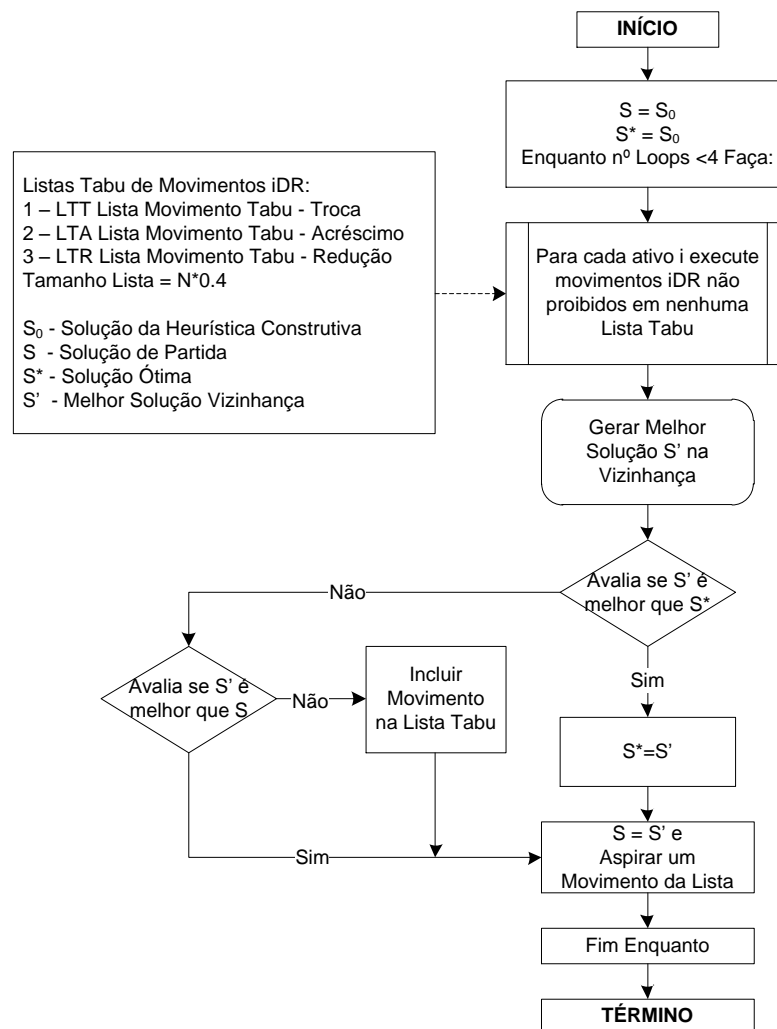 INÍCIO
S = S₀
S* = S₀
Enquanto nº Loops <4 Faça:
Listas Tabu de Movimentos iDR:
1 – LTT Lista Movimento Tabu - Troca
2 – LTA Lista Movimento Tabu - Acréscimo
3 – LTR Lista Movimento Tabu - Redução
Tamanho Lista = N*0.4
S₀ - Solução da Heurística Construtiva
S - Solução de Partida
S* - Solução Ótima
S’ - Melhor Solução Vizinhança
Para cada ativo i execute
movimentos iDR não
proibidos em nenhuma
Lista Tabu
Gerar Melhor
Solução S’ na
Vizinhança
Avalia se S’ é
melhor que S*
Não
Sim
Avalia se S’ é
melhor que S
Não
Incluir
Movimento
na Lista Tabu
S*=S’
Sim
S = S’ e
Aspirar um
Movimento da Lista
Fim Enquanto
TÉRMINO